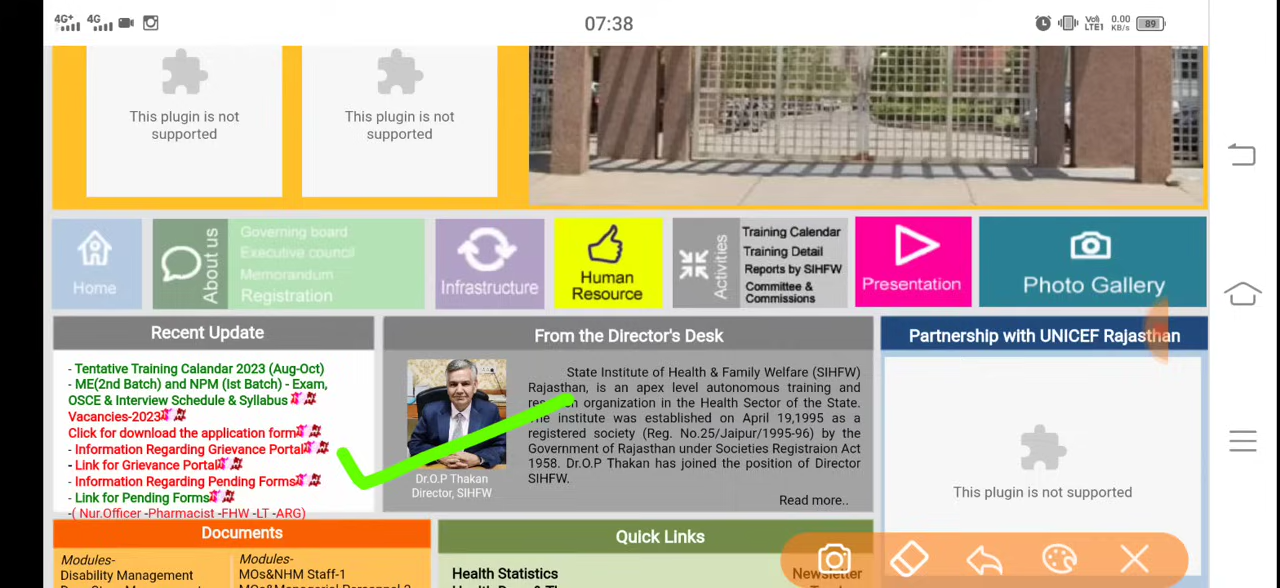 4G+ 4G
07:38
VoLTE1 0.00 KB/s 89
This plugin is not supported
This plugin is not supported
Home
About us
Governing board
Executive council
Memorandum
Registration
Infrastructure
Human Resource
Activities
Training Calendar
Training Detail
Reports by SIHFW
Committee & Commissions
Presentation
Photo Gallery
Recent Update
- Tentative Training Calandar 2023 (Aug-Oct)
- ME(2nd Batch) and NPM (Ist Batch) - Exam,
OSCE & Interview Schedule & Syllabus
Vacancies-2023
Click for download the application form
- Information Regarding Grievance Portal
- Link for Grievance Portal
- Information Regarding Pending Forms
- Link for Pending Forms
-( Nur.Officer -Pharmacist -FHW -LT -ARG)
From the Director's Desk
Dr.O.P Thakan
Director, SIHFW
State Institute of Health & Family Welfare (SIHFW)
Rajasthan, is an apex level autonomous training and
organization in the Health Sector of the State.
The institute was established on April 19,1995 as a
registered society (Reg. No.25/Jaipur/1995-96) by the
Government of Rajasthan under Societies Registraion Act
1958. Dr.O.P Thakan has joined the position of Director
SIHFW.
Read more..
Partnership with UNICEF Rajasthan
This plugin is not supported
Documents
Modules-
Disability Management
Modules-
MOs&NHM Staff-1
Quick Links
Health Statistics
Newsletter